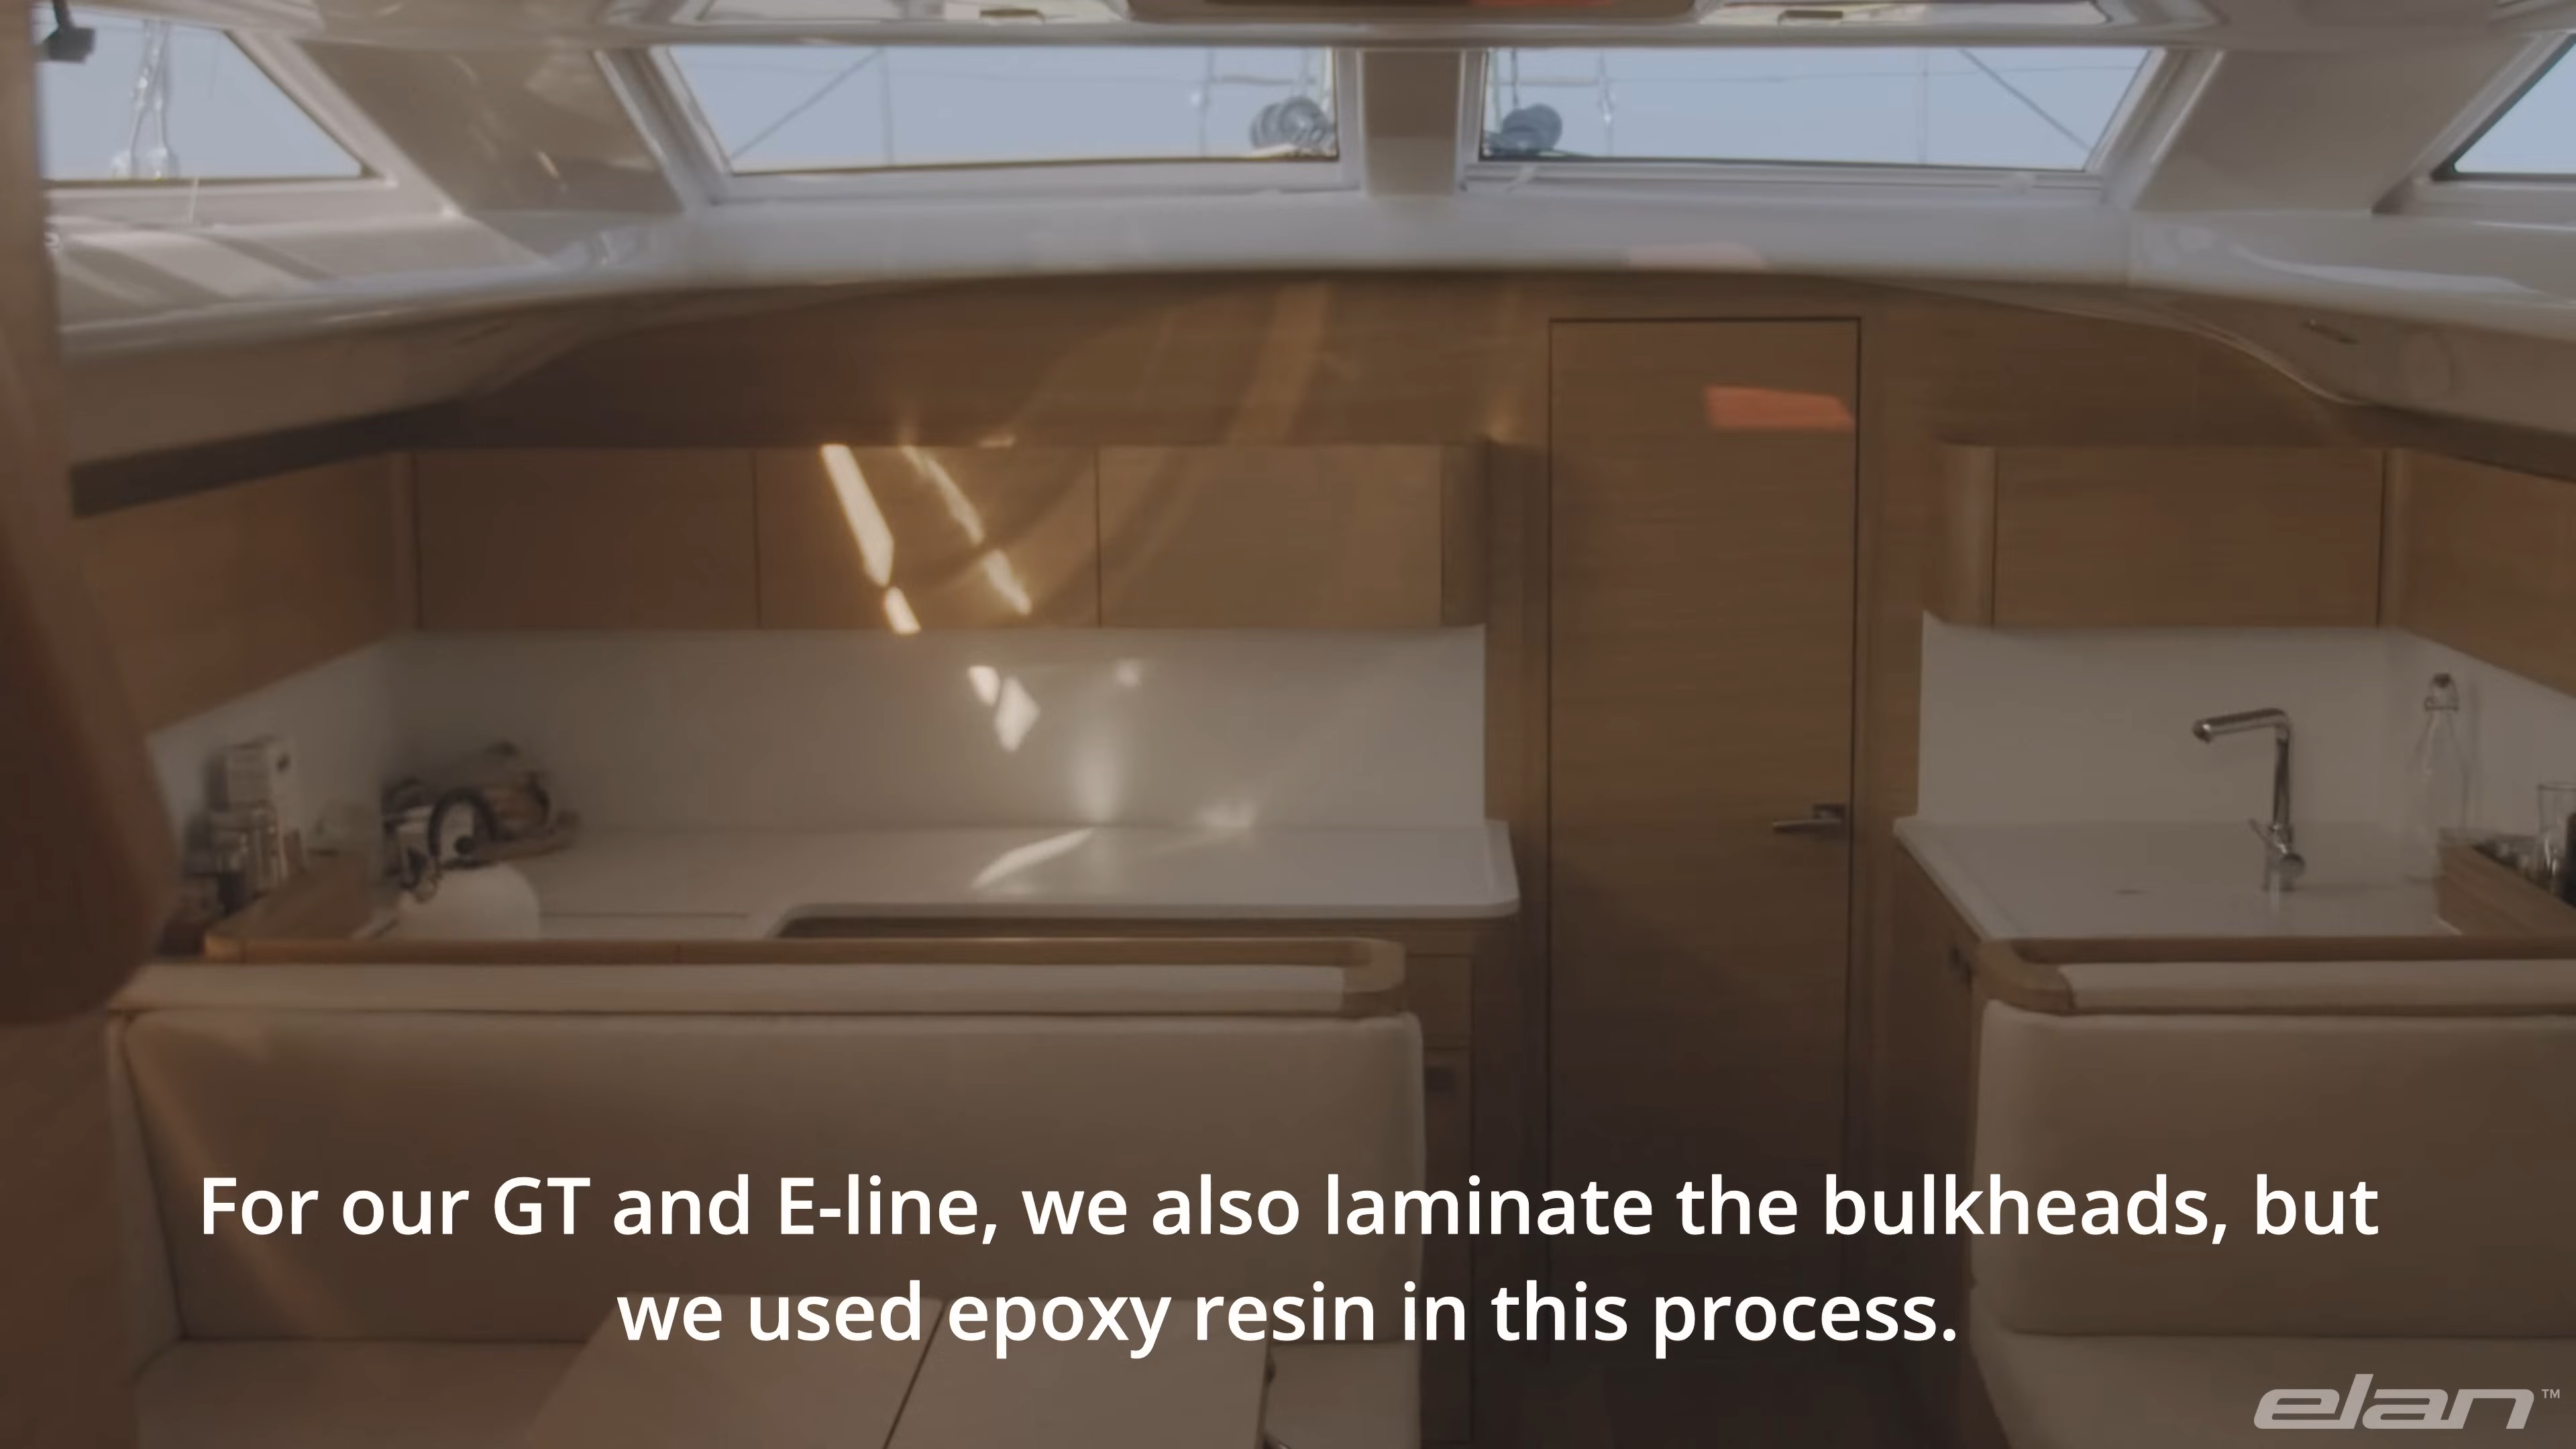 For our GT and E-line, we also laminate the bulkheads, but
we used epoxy resin in this process.
elan™